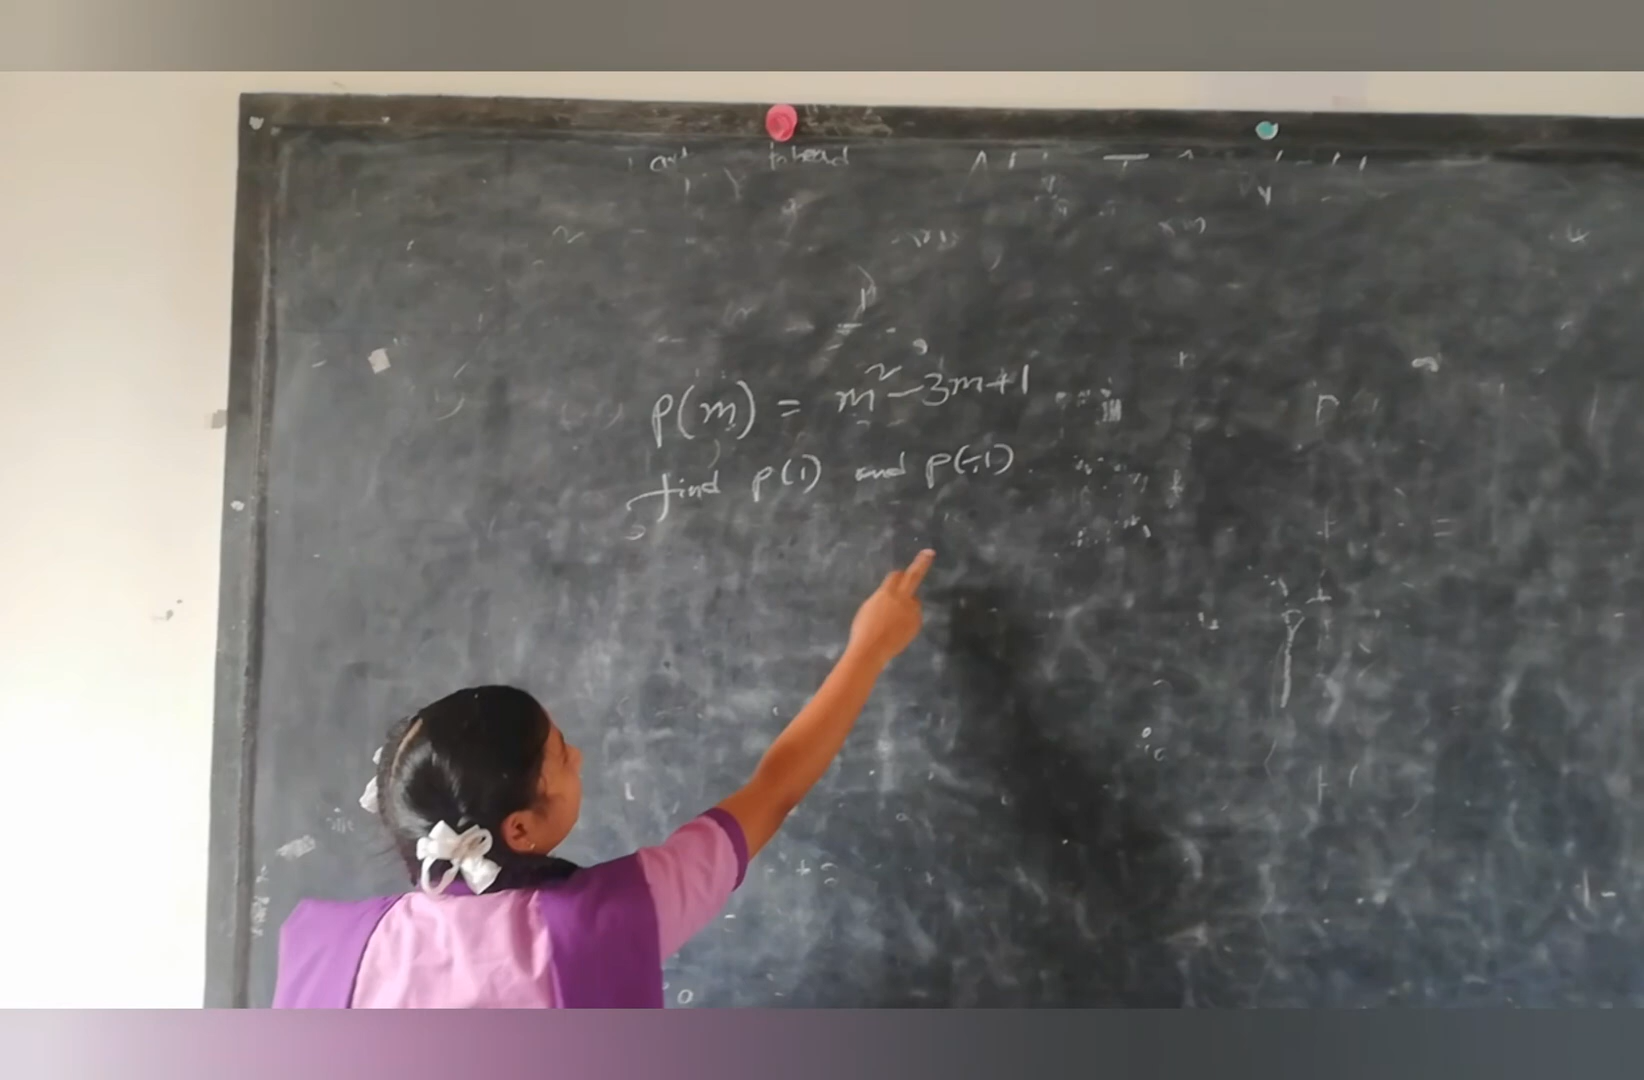 p(m) = m² - 3m + 1
find p(1) and p(-1)